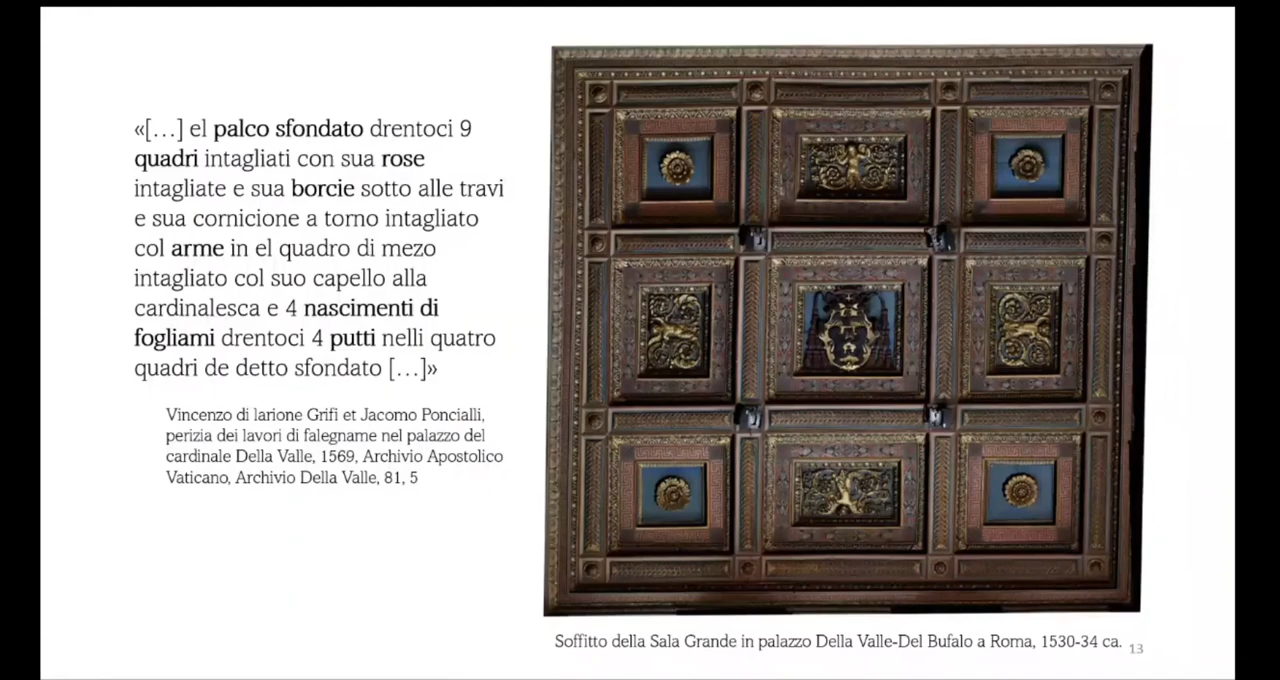 «[…] el palco sfondato drentoci 9
quadri intagliati con sua rose
intagliate e sua borcie sotto alle travi
e sua cornicione a torno intagliato
col arme in el quadro di mezo
intagliato col suo capello alla
cardinalesca e 4 nascimenti di
fogliami drentoci 4 putti nelli quatro
quadri de detto sfondato […]»
Vincenzo di larione Grifi et Jacomo Poncialli,
perizia dei lavori di falegname nel palazzo del
cardinale Della Valle, 1569, Archivio Apostolico
Vaticano, Archivio Della Valle, 81, 5
Soffitto della Sala Grande in palazzo Della Valle-Del Bufalo a Roma, 1530-34 ca.
13